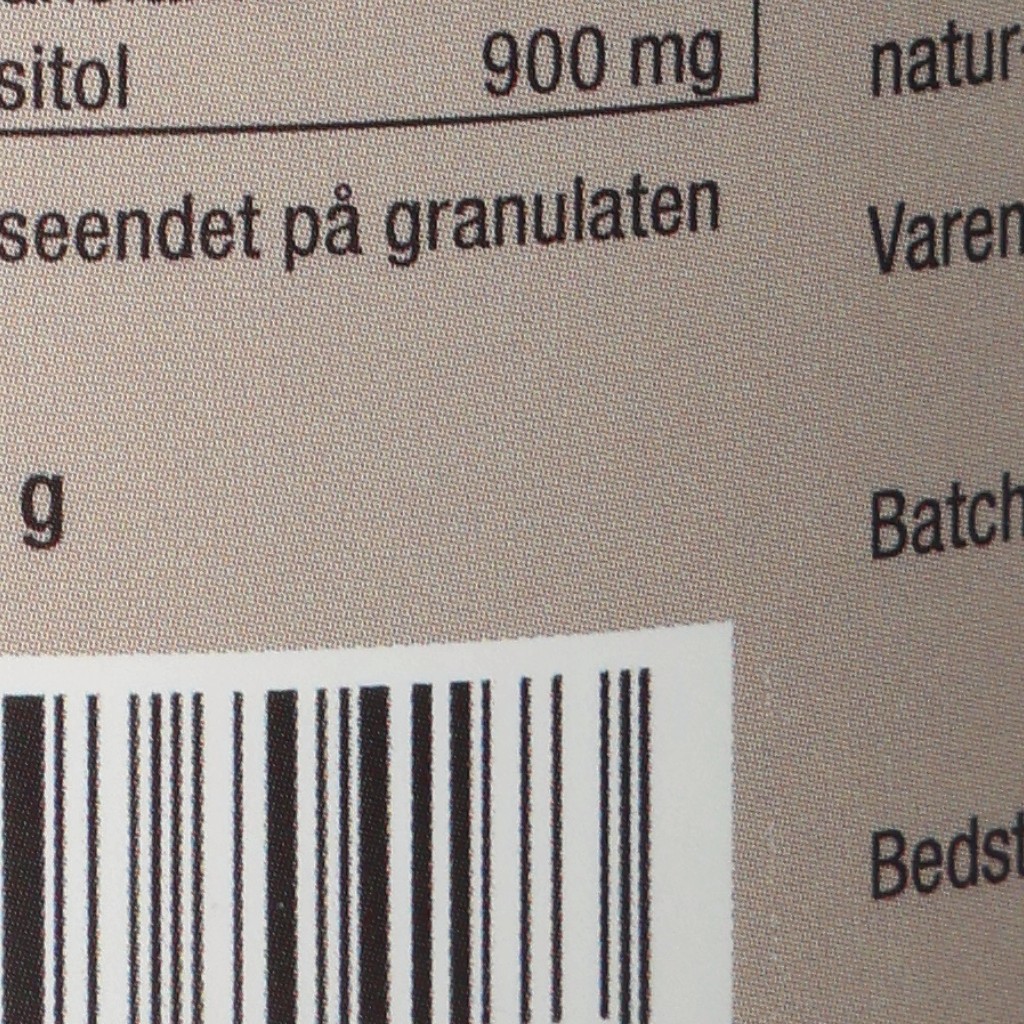 sitol 900 mg
seendet på granulaten
g
natur-
Varen
Batch
Bedst